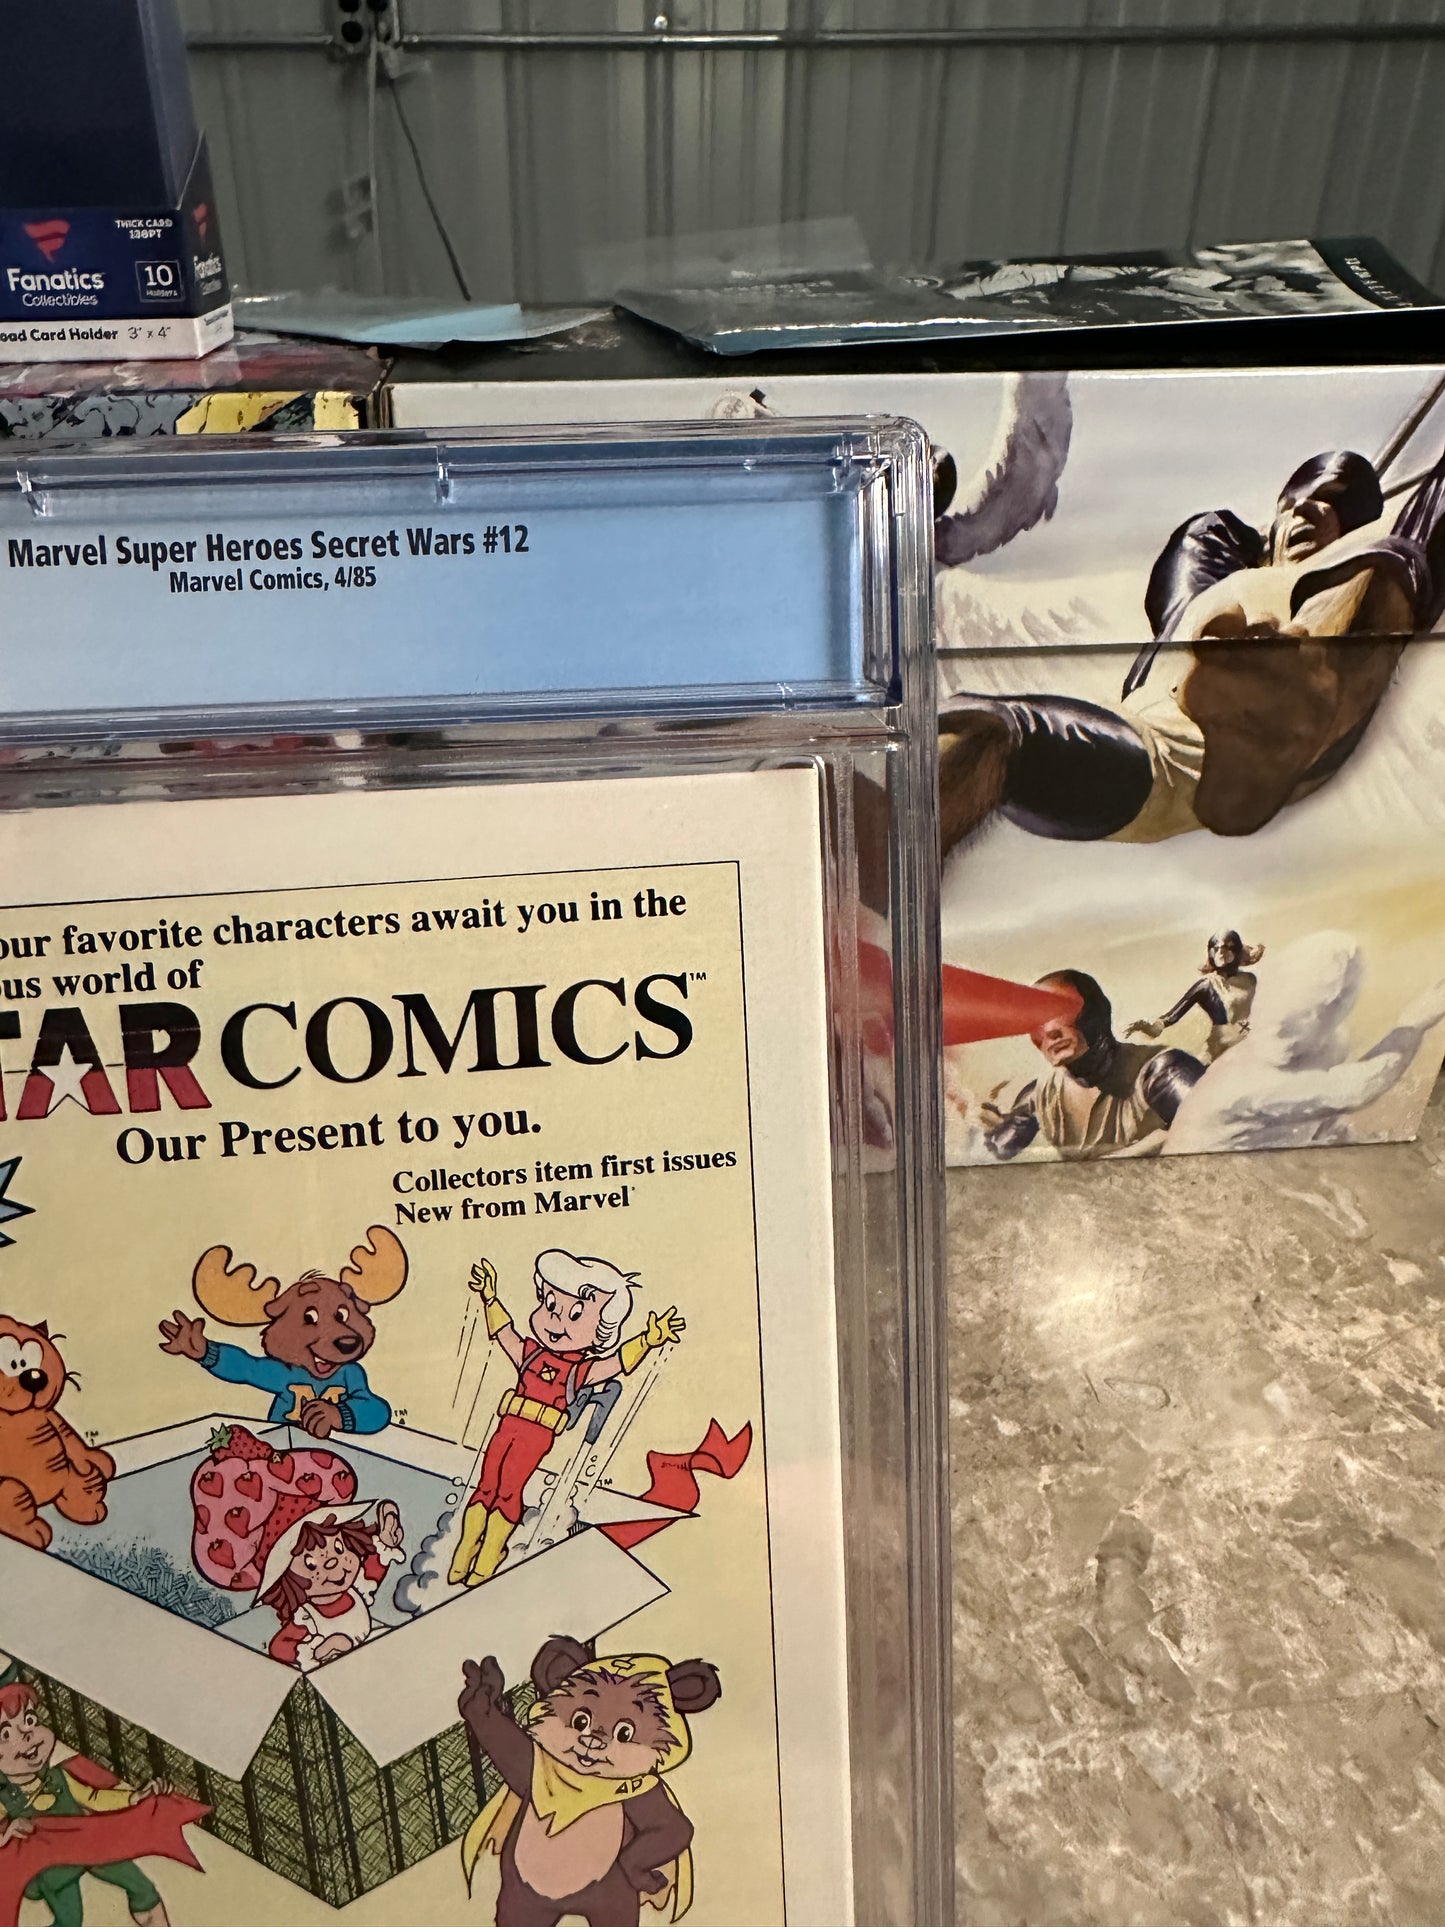 THICK CARD
130PT
Fanatics
Collectibles
10
oad Card Holder 3" x 4"
Marvel Super Heroes Secret Wars #12
Marvel Comics, 4/85
our favorite characters await you in the
ous world of
TAR COMICS™
Our Present to you.
Collectors item first issues
New from Marvel